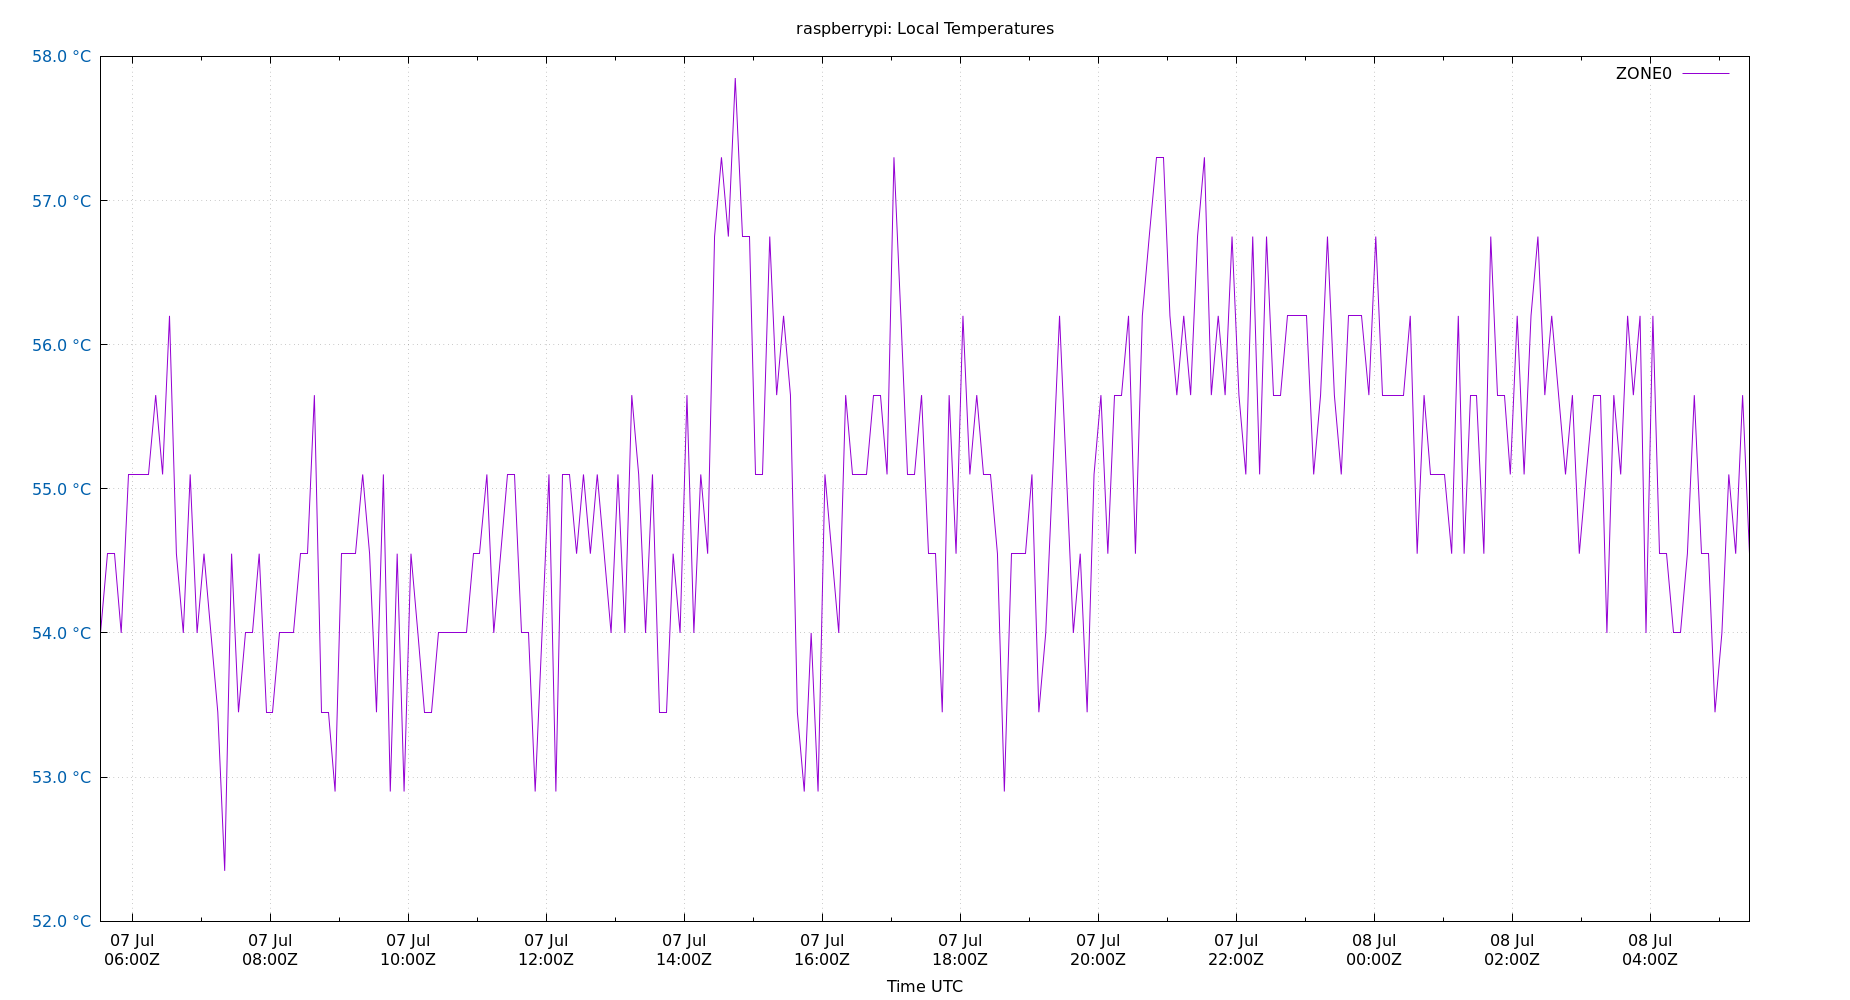 raspberrypi: Local Temperatures
58.0 °C
ZONE0
57.0 °C
56.0 °C
55.0 °C
54.0 °C
53.0 °C
52.0 °C
07 Jul 07 Jul 07 Jul 07 Jul 07 Jul 07 Jul 07 Jul 07 Jul 07 Jul 08 Jul 08 Jul 08 Jul
06:00Z 08:00Z 10:00Z 12:00Z 14:00Z 16:00Z 18:00Z 20:00Z 22:00Z 00:00Z 02:00Z 04:00Z
Time UTC